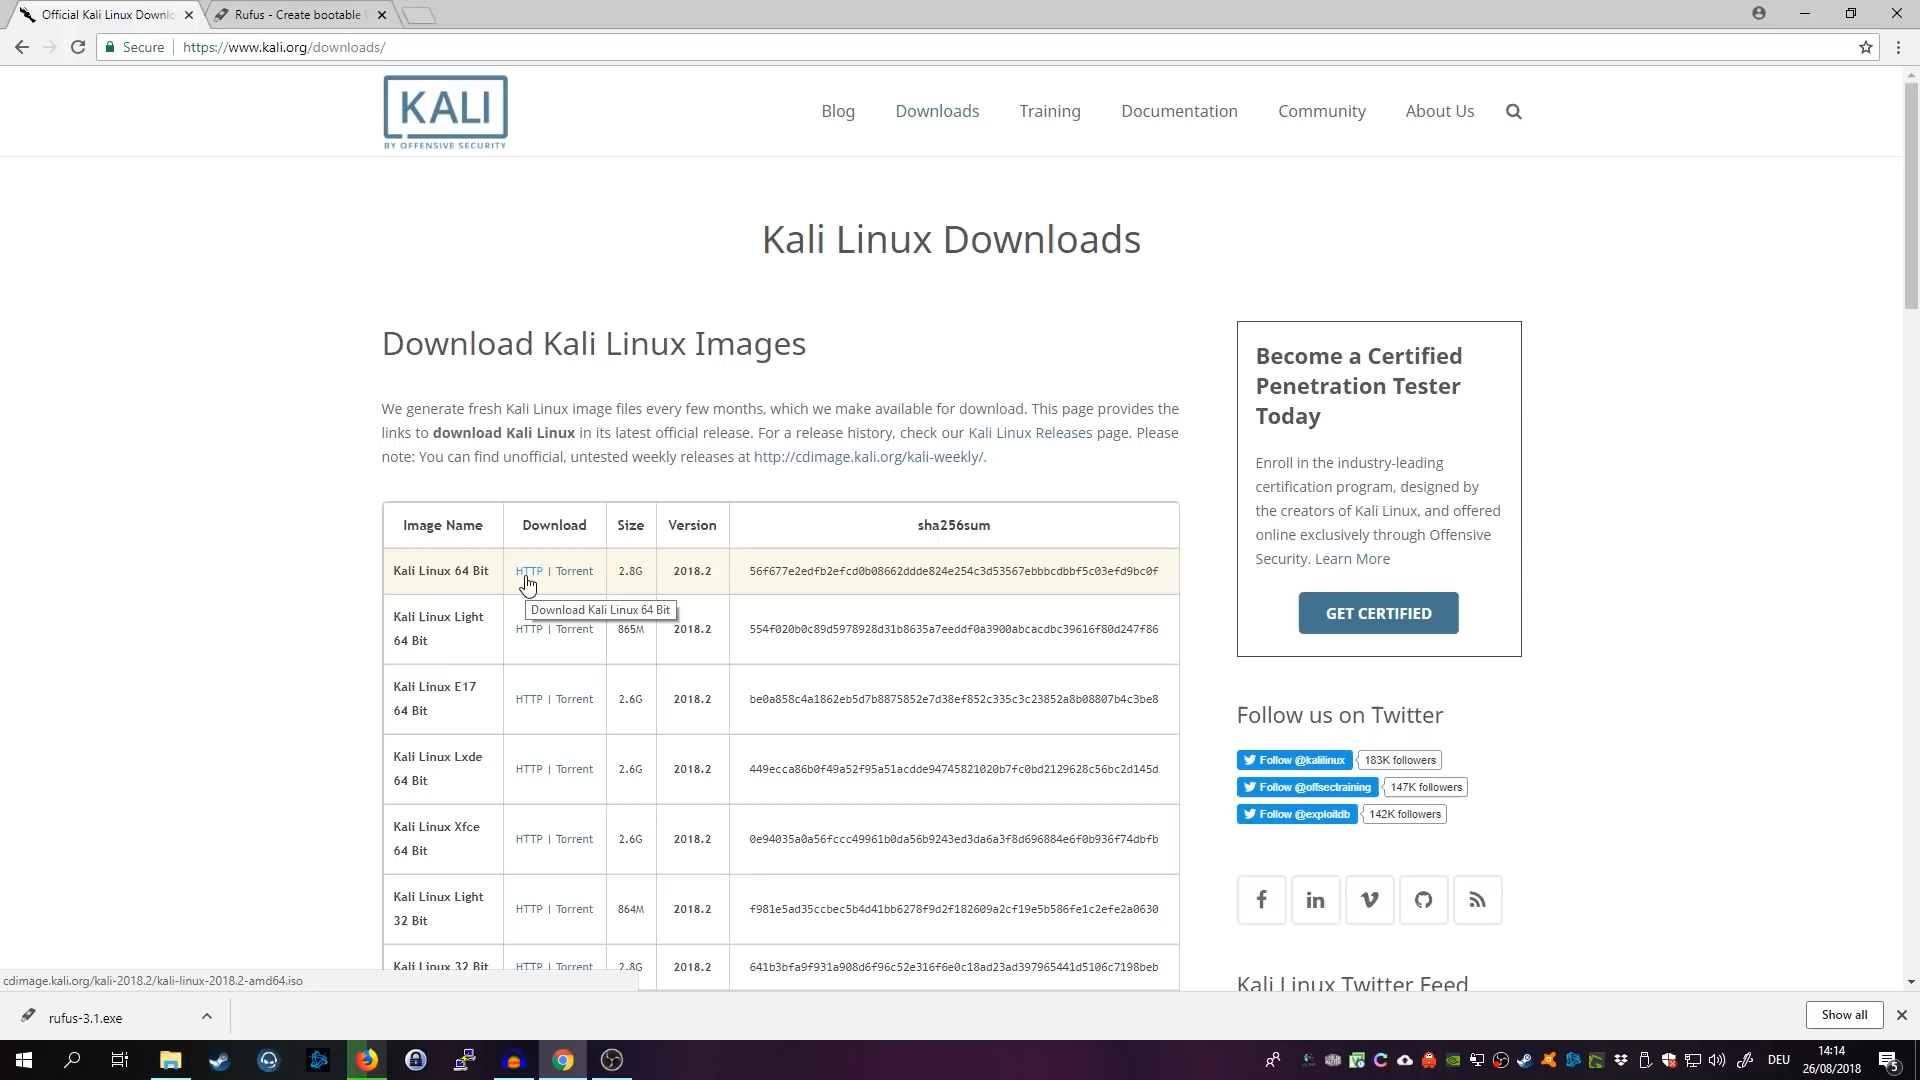 Official Kali Linux Downlo
Rufus - Create bootable
Secure
https://www.kali.org/downloads/
KALI
BY OFFENSIVE SECURITY
Blog
Downloads
Training
Documentation
Community
About Us
Kali Linux Downloads
Download Kali Linux Images
We generate fresh Kali Linux image files every few months, which we make available for download. This page provides the
links to download Kali Linux in its latest official release. For a release history, check our Kali Linux Releases page. Please
note: You can find unofficial, untested weekly releases at http://cdimage.kali.org/kali-weekly/.
Image Name Download Size Version sha256sum
Kali Linux 64 Bit HTTP | Torrent 2.8G 2018.2 56f677e2edfb2efcd0b08662ddde824e254c3d53567ebbbcdbbf5c03efd9bc0f
Download Kali Linux 64 Bit
Kali Linux Light
64 Bit
HTTP | Torrent 865M 2018.2 554f020b0c89d5978928d31b8635a7eeddf0a3900abcacdbc39616f80d247f86
Kali Linux E17
64 Bit
HTTP | Torrent 2.6G 2018.2 be0a858c4a1862eb5d7b8875852e7d38ef852c335c3c23852a8b08807b4c3be8
Kali Linux Lxde
64 Bit
HTTP | Torrent 2.6G 2018.2 449ecca86b0f49a52f95a51acdde94745821020b7fc0bd2129628c56bc2d145d
Kali Linux Xfce
64 Bit
HTTP | Torrent 2.6G 2018.2 0e94035a0a56fccc49961b0da56b9243ed3da6a3f8d696884e6f0b936f74dbfb
Kali Linux Light
32 Bit
HTTP | Torrent 864M 2018.2 f981e5ad35ccbec5b4d41bb6278f9d2f182609a2cf19e5b586fe1c2efe2a0630
Kali Linux 32 Bit HTTP | Torrent 2.8G 2018.2 641b3bfa9f931a908d6f96c52e316f6e0c18ad23ad397965441d5106c7198beb
Become a Certified
Penetration Tester
Today
Enroll in the industry-leading
certification program, designed by
the creators of Kali Linux, and offered
online exclusively through Offensive
Security. Learn More
GET CERTIFIED
Follow us on Twitter
Follow @kalilinux 183K followers
Follow @offsectraining 147K followers
Follow @exploitdb 142K followers
Kali Linux Twitter Feed
cdimage.kali.org/kali-2018.2/kali-linux-2018.2-amd64.iso
rufus-3.1.exe
Show all
DEU
14:14
26/08/2018
5